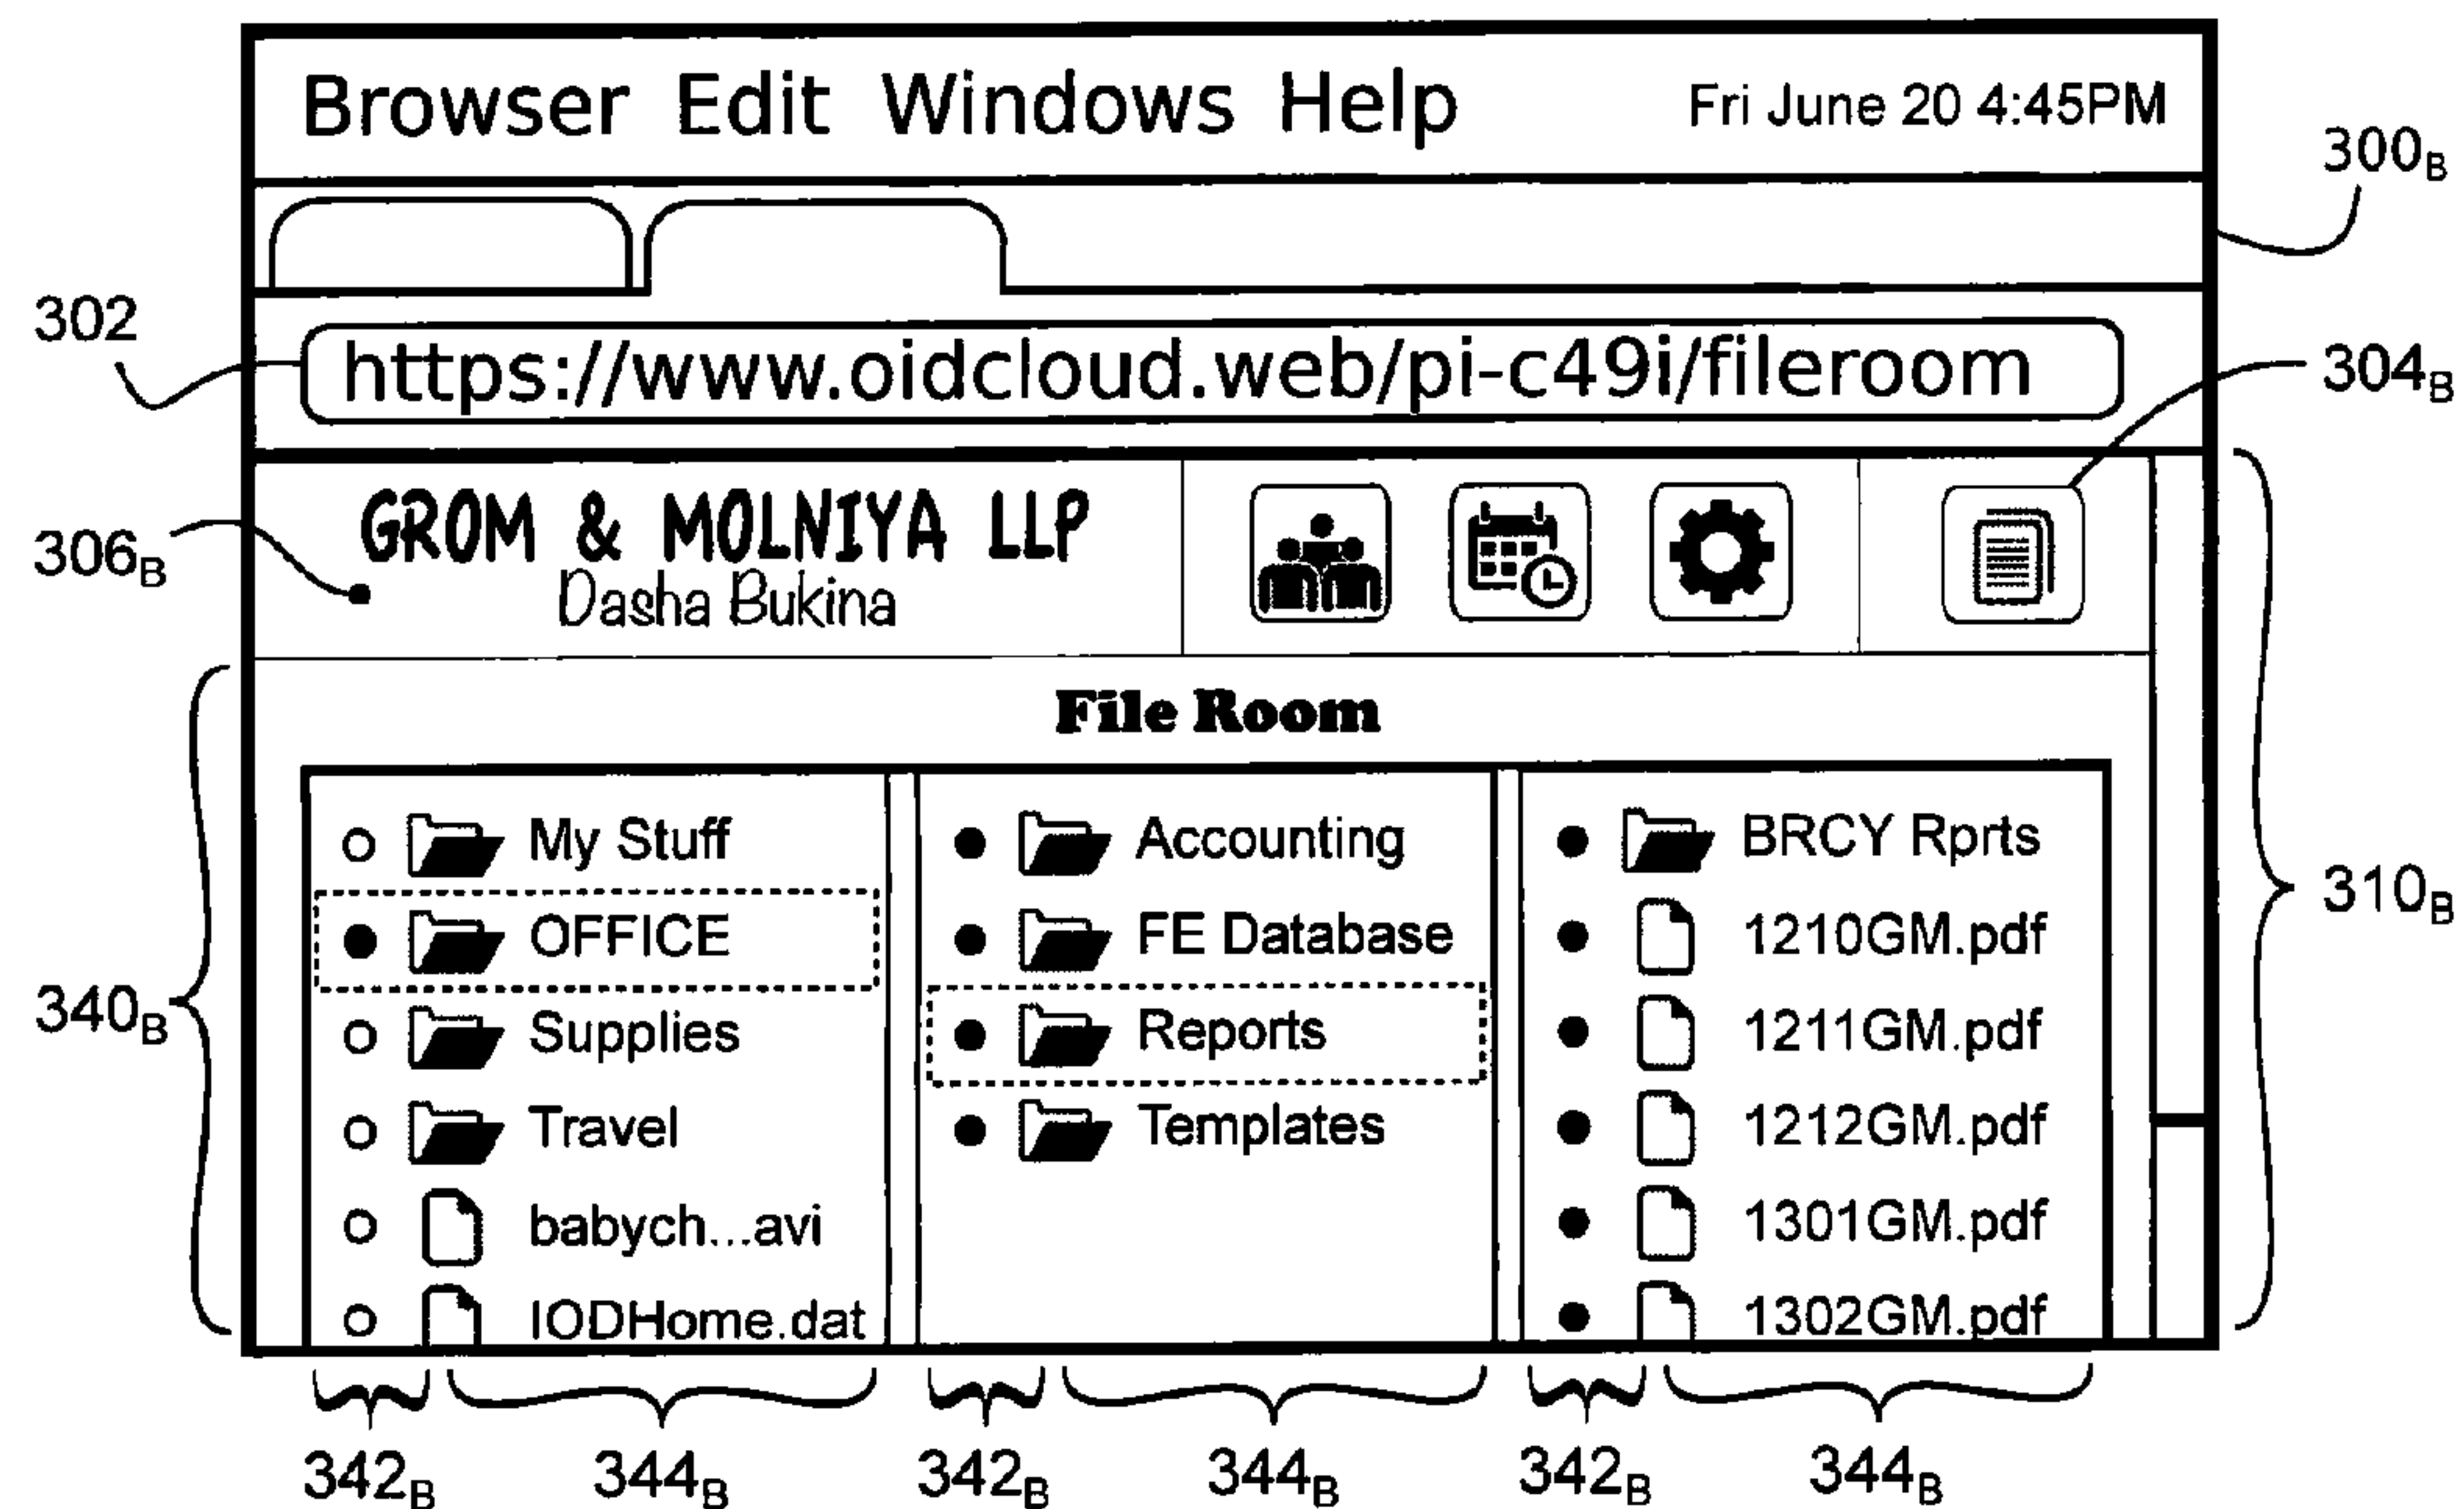 Browser Edit Windows Help Fri June 20 4:45PM
300B
302
https://www.oidcloud.web/pi-c49i/fileroom
304B
GROM & MOLNIYA LLP
306B
Dasha Bukina
File Room
My Stuff Accounting BRCY Rprts
OFFICE FE Database 1210GM.pdf
310B
Supplies Reports 1211GM.pdf
340B
Travel Templates 1212GM.pdf
babych...avi 1301GM.pdf
IODHome.dat 1302GM.pdf
342B 344B 342B 344B 342B 344B